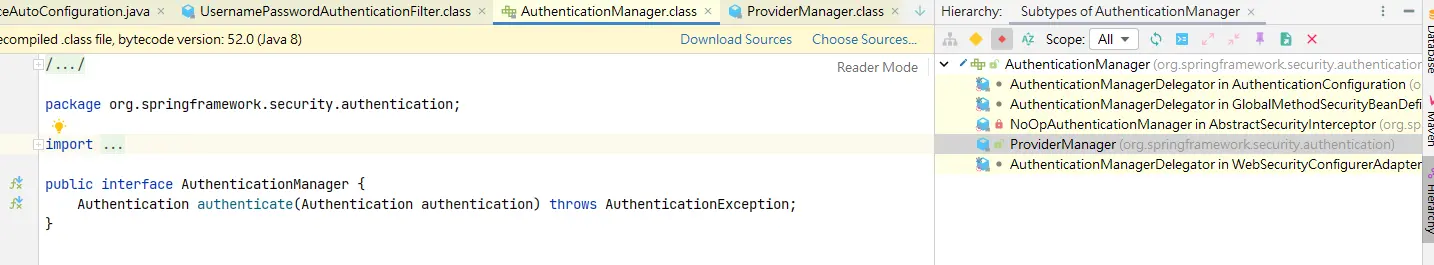 ceAutoConfiguration.java × UsernamePasswordAuthenticationFilter.class × AuthenticationManager.class × ProviderManager.class ×
Hierarchy: Subtypes of AuthenticationManager ×
ecompiled .class file, bytecode version: 52.0 (Java 8) Download Sources Choose Sources...
Scope: All
/.../
Reader Mode
package org.springframework.security.authentication;
import ...
public interface AuthenticationManager {
Authentication authenticate(Authentication authentication) throws AuthenticationException;
}
AuthenticationManager (org.springframework.security.authentication
AuthenticationManagerDelegator in AuthenticationConfiguration (o
AuthenticationManagerDelegator in GlobalMethodSecurityBeanDefi
NoOpAuthenticationManager in AbstractSecurityInterceptor (org.sp
ProviderManager (org.springframework.security.authentication)
AuthenticationManagerDelegator in WebSecurityConfigurerAdapter
Database
Maven
Hierarchy